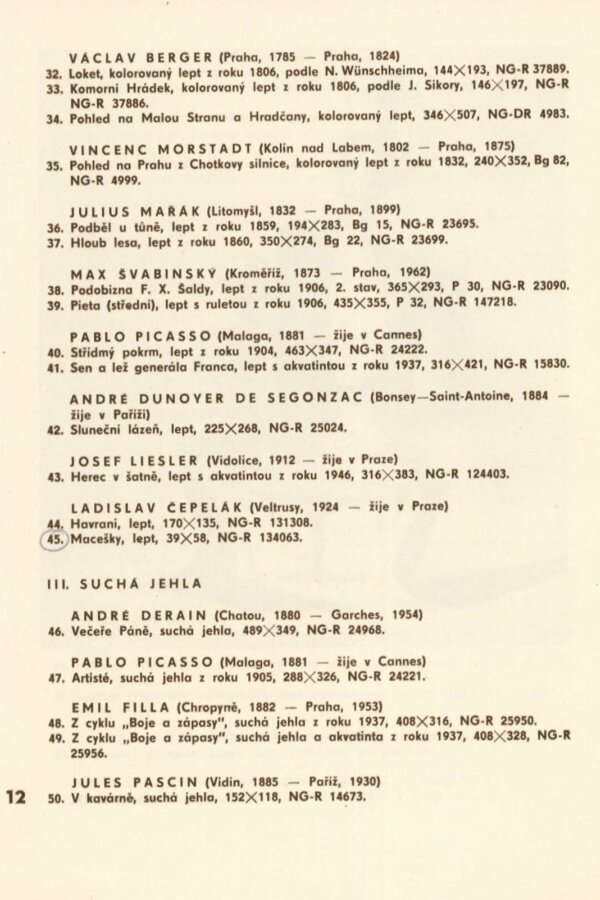 VÁCLAV BERGER (Praha, 1785 — Praha, 1824)
32. Loket, kolorovaný lept z roku 1806, podle N. Wünschheima, 144×193, NG-R 37889.
33. Komorní Hrádek, kolorovaný lept z roku 1806, podle J. Sikory, 146×197, NG-R
NG-R 37886.
34. Pohled na Malou Stranu a Hradčany, kolorovaný lept, 346×507, NG-DR 4983.
VINCENC MORSTADT (Kolín nad Labem, 1802 — Praha, 1875)
35. Pohled na Prahu z Chotkovy silnice, kolorovaný lept z roku 1832, 240×352, Bg 82,
NG-R 4999.
JULIUS MAŘÁK (Litomyšl, 1832 — Praha, 1899)
36. Podběl u tůně, lept z roku 1859, 194×283, Bg 15, NG-R 23695.
37. Hloub lesa, lept z roku 1860, 350×274, Bg 22, NG-R 23699.
MAX ŠVABINSKÝ (Kroměříž, 1873 — Praha, 1962)
38. Podobizna F. X. Šaldy, lept z roku 1906, 2. stav, 365×293, P 30, NG-R 23090.
39. Pieta (střední), lept s ruletou z roku 1906, 435×355, P 32, NG-R 147218.
PABLO PICASSO (Malaga, 1881 — žije v Cannes)
40. Střídmý pokrm, lept z roku 1904, 463×347, NG-R 24222.
41. Sen a lež generála Franca, lept s akvatintou z roku 1937, 316×421, NG-R 15830.
ANDRÉ DUNOYER DE SEGONZAC (Bonsey—Saint-Antoine, 1884 —
žije v Paříži)
42. Sluneční lázeň, lept, 225×268, NG-R 25024.
JOSEF LIESLER (Vidolice, 1912 — žije v Praze)
43. Herec v šatně, lept s akvatintou z roku 1946, 316×383, NG-R 124403.
LADISLAV ČEPELÁK (Veltrusy, 1924 — žije v Praze)
44. Havrani, lept, 170×135, NG-R 131308.
45. Macešky, lept, 39×58, NG-R 134063.
III. SUCHÁ JEHLA
ANDRÉ DERAIN (Chatou, 1880 — Garches, 1954)
46. Večeře Páně, suchá jehla, 489×349, NG-R 24968.
PABLO PICASSO (Malaga, 1881 — žije v Cannes)
47. Artisté, suchá jehla z roku 1905, 288×326, NG-R 24221.
EMIL FILLA (Chropyně, 1882 — Praha, 1953)
48. Z cyklu „Boje a zápasy“, suchá jehla z roku 1937, 408×316, NG-R 25950.
49. Z cyklu „Boje a zápasy“, suchá jehla a akvatinta z roku 1937, 408×328, NG-R
25956.
JULES PASCIN (Vidin, 1885 — Paříž, 1930)
12 50. V kavárně, suchá jehla, 152×118, NG-R 14673.